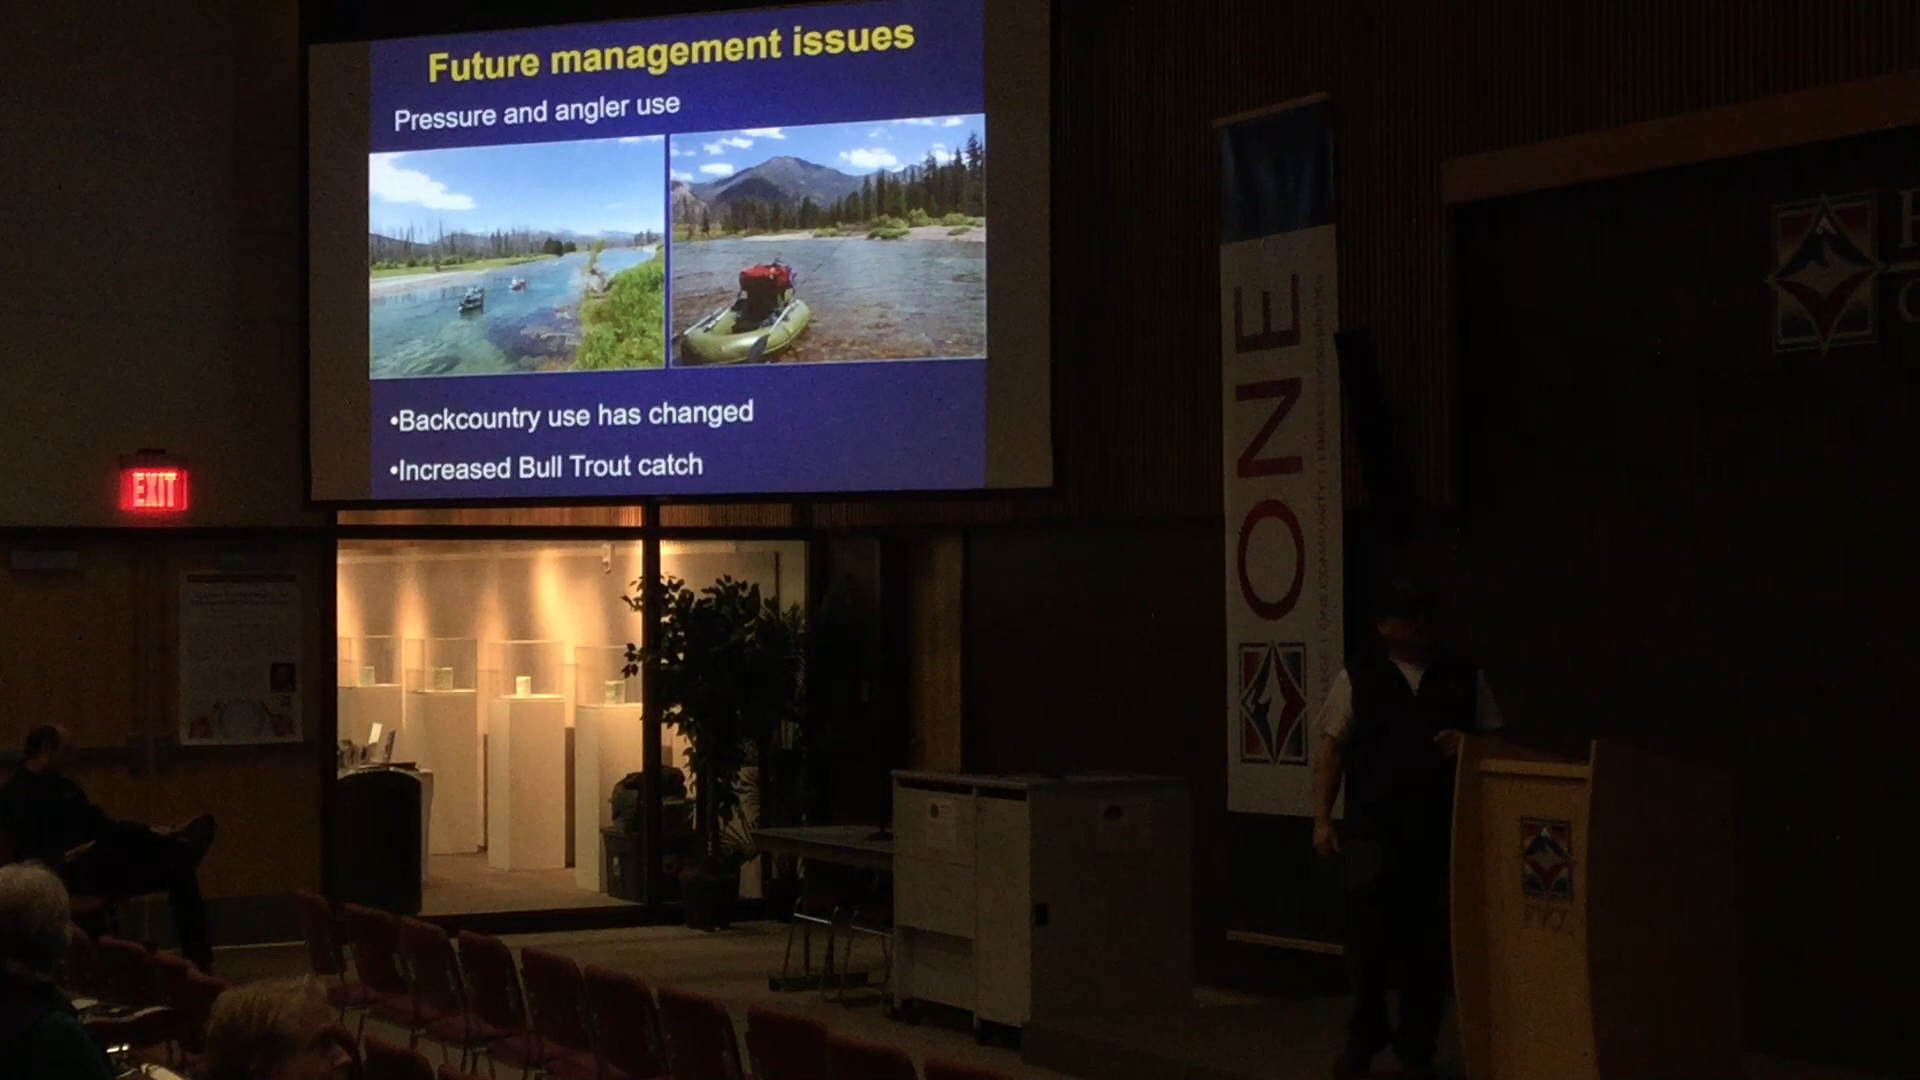 Future management issues
Pressure and angler use
•Backcountry use has changed
•Increased Bull Trout catch
EXIT
ONE